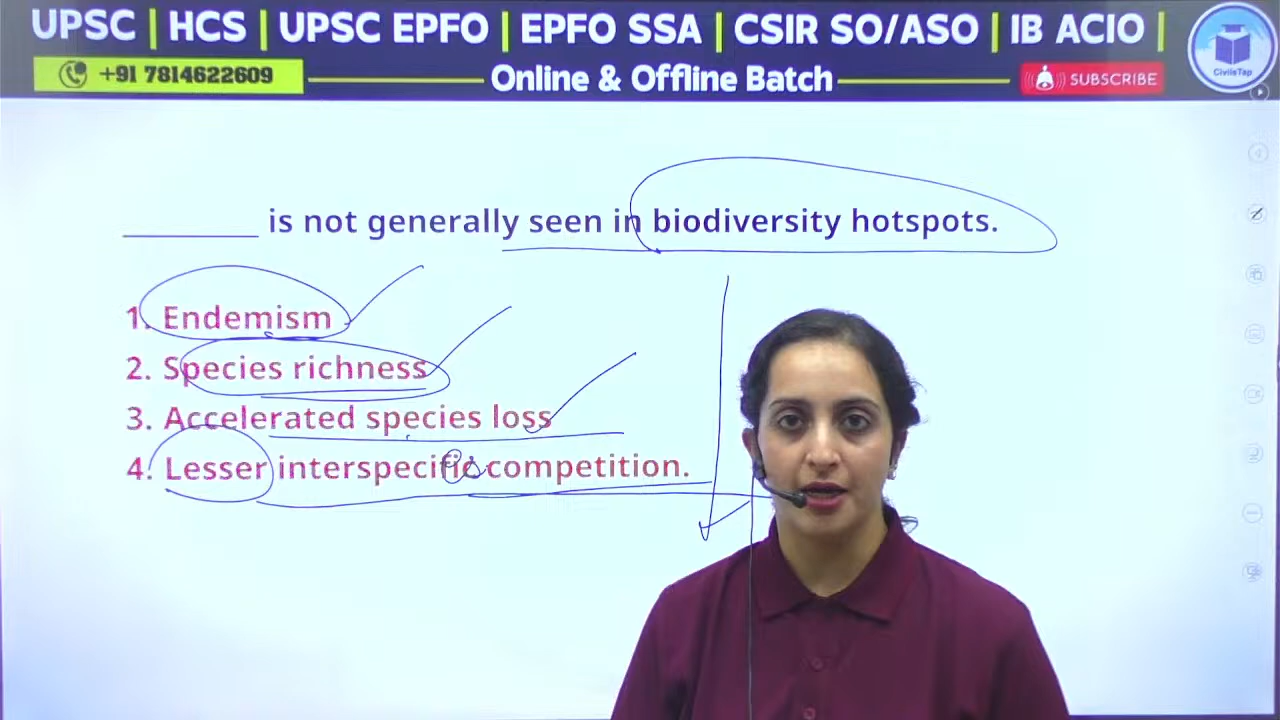 UPSC | HCS | UPSC EPFO | EPFO SSA | CSIR SO/ASO | IB ACIO |
+91 7814622609
Online & Offline Batch
SUBSCRIBE
CivilsTap
________ is not generally seen in biodiversity hotspots.
1. Endemism
2. Species richness
3. Accelerated species loss
4. Lesser interspecific competition.